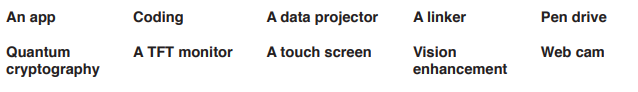 An app Coding A data projector A linker Pen drive
Quantum A TFT monitor A touch screen Vision Web cam
cryptography enhancement